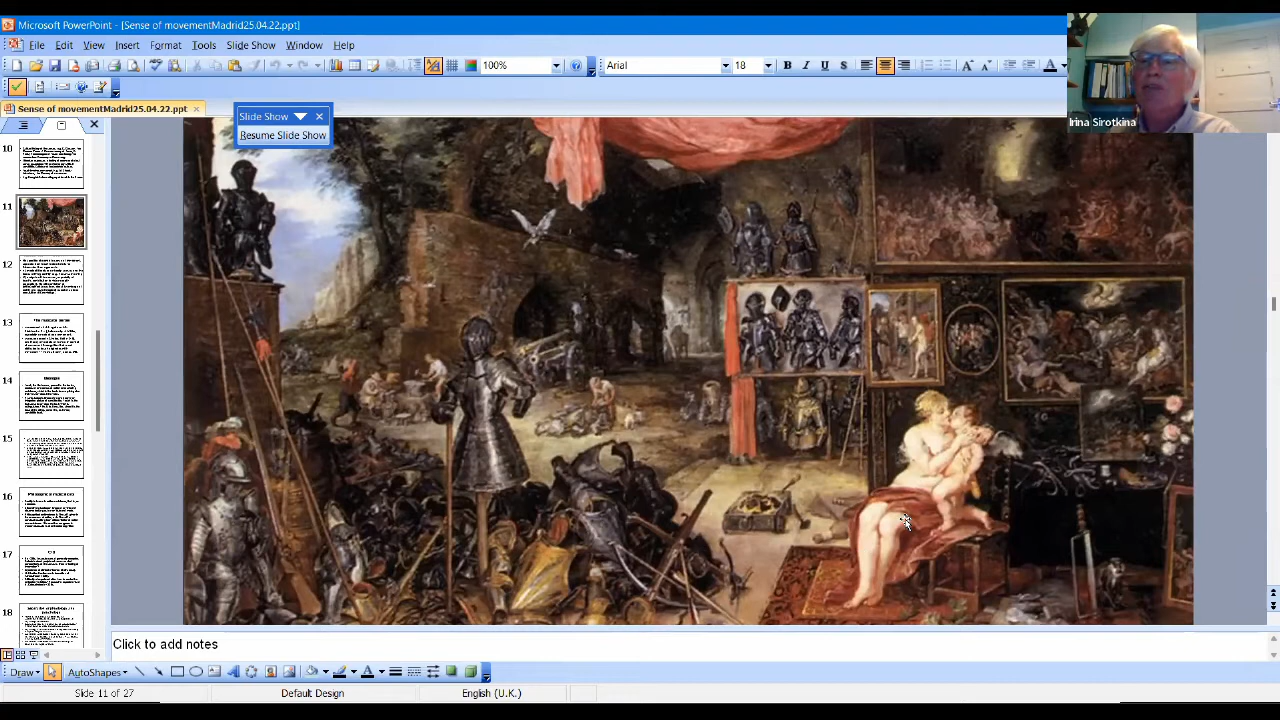 Microsoft PowerPoint - [Sense of movementMadrid25.04.22.ppt]
File Edit View Insert Format Tools Slide Show Window Help
100% Arial 18 B I U S A
Sense of movementMadrid25.04.22.ppt
Slide Show
Resume Slide Show
Irina Sirotkina
10
11
12
13
14
15
16
17
18
Click to add notes
Draw AutoShapes
Slide 11 of 27 Default Design English (U.K.)